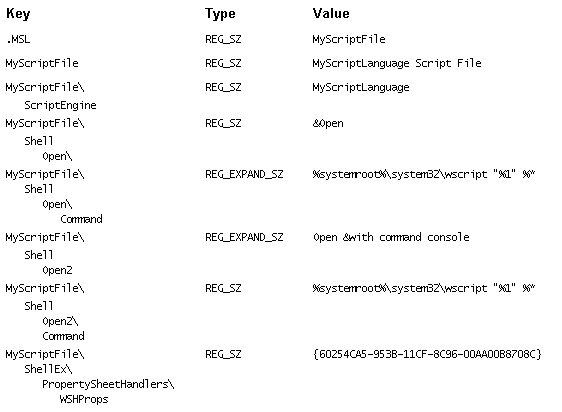 Key Type Value
.MSL REG_SZ MyScriptFile
MyScriptFile REG_SZ MyScriptLanguage Script File
MyScriptFile\ REG_SZ MyScriptLanguage
ScriptEngine
MyScriptFile\ REG_SZ &Open
Shell
Open\
MyScriptFile\ REG_EXPAND_SZ %systemroot%\system32\wscript "%1" %*
Shell
Open\
Command
MyScriptFile\ REG_EXPAND_SZ Open &with command console
Shell
Open2
MyScriptFile\ REG_SZ %systemroot%\system32\wscript "%1" %*
Shell
Open2\
Command
MyScriptFile\ REG_SZ {60254CA5-953B-11CF-8C96-00AA00B8708C}
ShellEx\
PropertySheetHandlers\
WSHProps